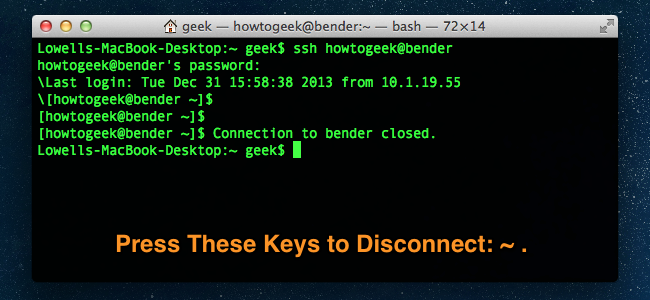 geek — howtogeek@bender:~ — bash — 72×14
Lowells-MacBook-Desktop:~ geek$ ssh howtogeek@bender
howtogeek@bender's password:
\Last login: Tue Dec 31 15:58:38 2013 from 10.1.19.55
\[howtogeek@bender ~]$
[howtogeek@bender ~]$
[howtogeek@bender ~]$ Connection to bender closed.
Lowells-MacBook-Desktop:~ geek$
Press These Keys to Disconnect: ~ .